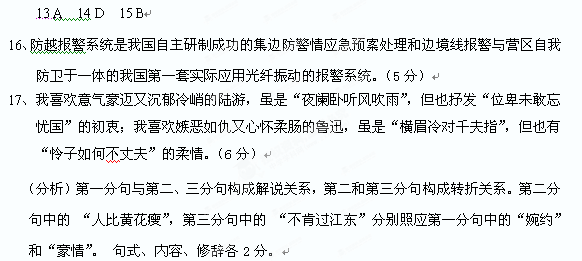 13 A 14 D 15 B
16、防越报警系统是我国自主研制成功的集边防警情应急预案处理和边境线报警与营区自我
防卫于一体的我国第一套实际应用光纤振动的报警系统。（5 分）
17、我喜欢意气豪迈又沉郁冷峭的陆游，虽是“夜阑卧听风吹雨”，但也抒发“位卑未敢忘
忧国”的初衷；我喜欢嫉恶如仇又心怀柔肠的鲁迅，虽是“横眉冷对千夫指”，但也有
“怜子如何不丈夫”的柔情。（6 分）
（分析）第一分句与第二、三分句构成解说关系，第二和第三分句构成转折关系。第二分
句中的 “人比黄花瘦”，第三分句中的 “不肯过江东”分别照应第一分句中的“婉约”
和“豪情”。 句式、内容、修辞各 2 分。